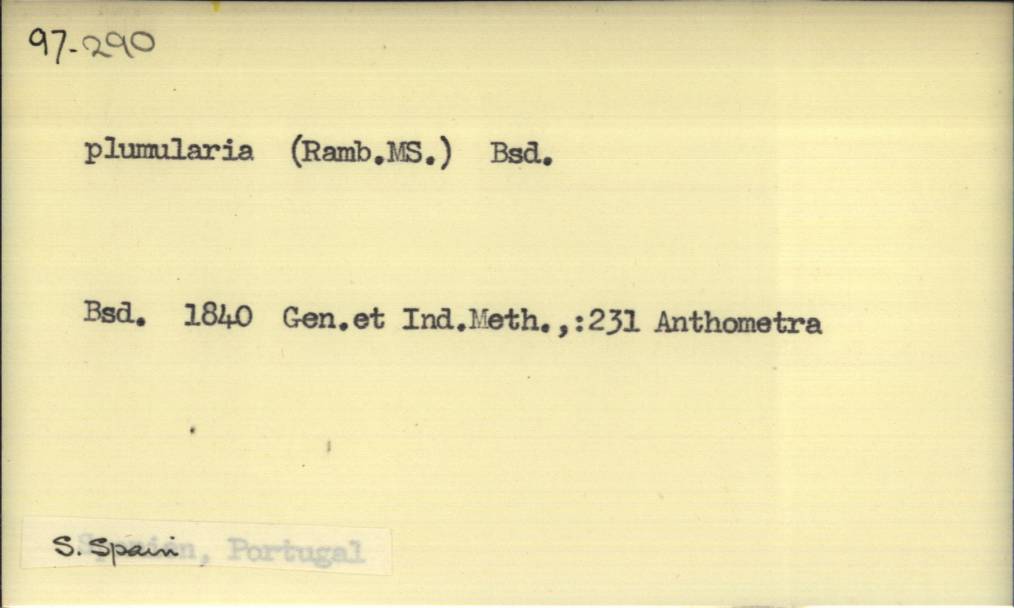 97-290
plumularia (Ramb.MS.) Bsd.
Bsd. 1840 Gen.et Ind.Meth.,:231 Anthometra
S. Spain, Portugal